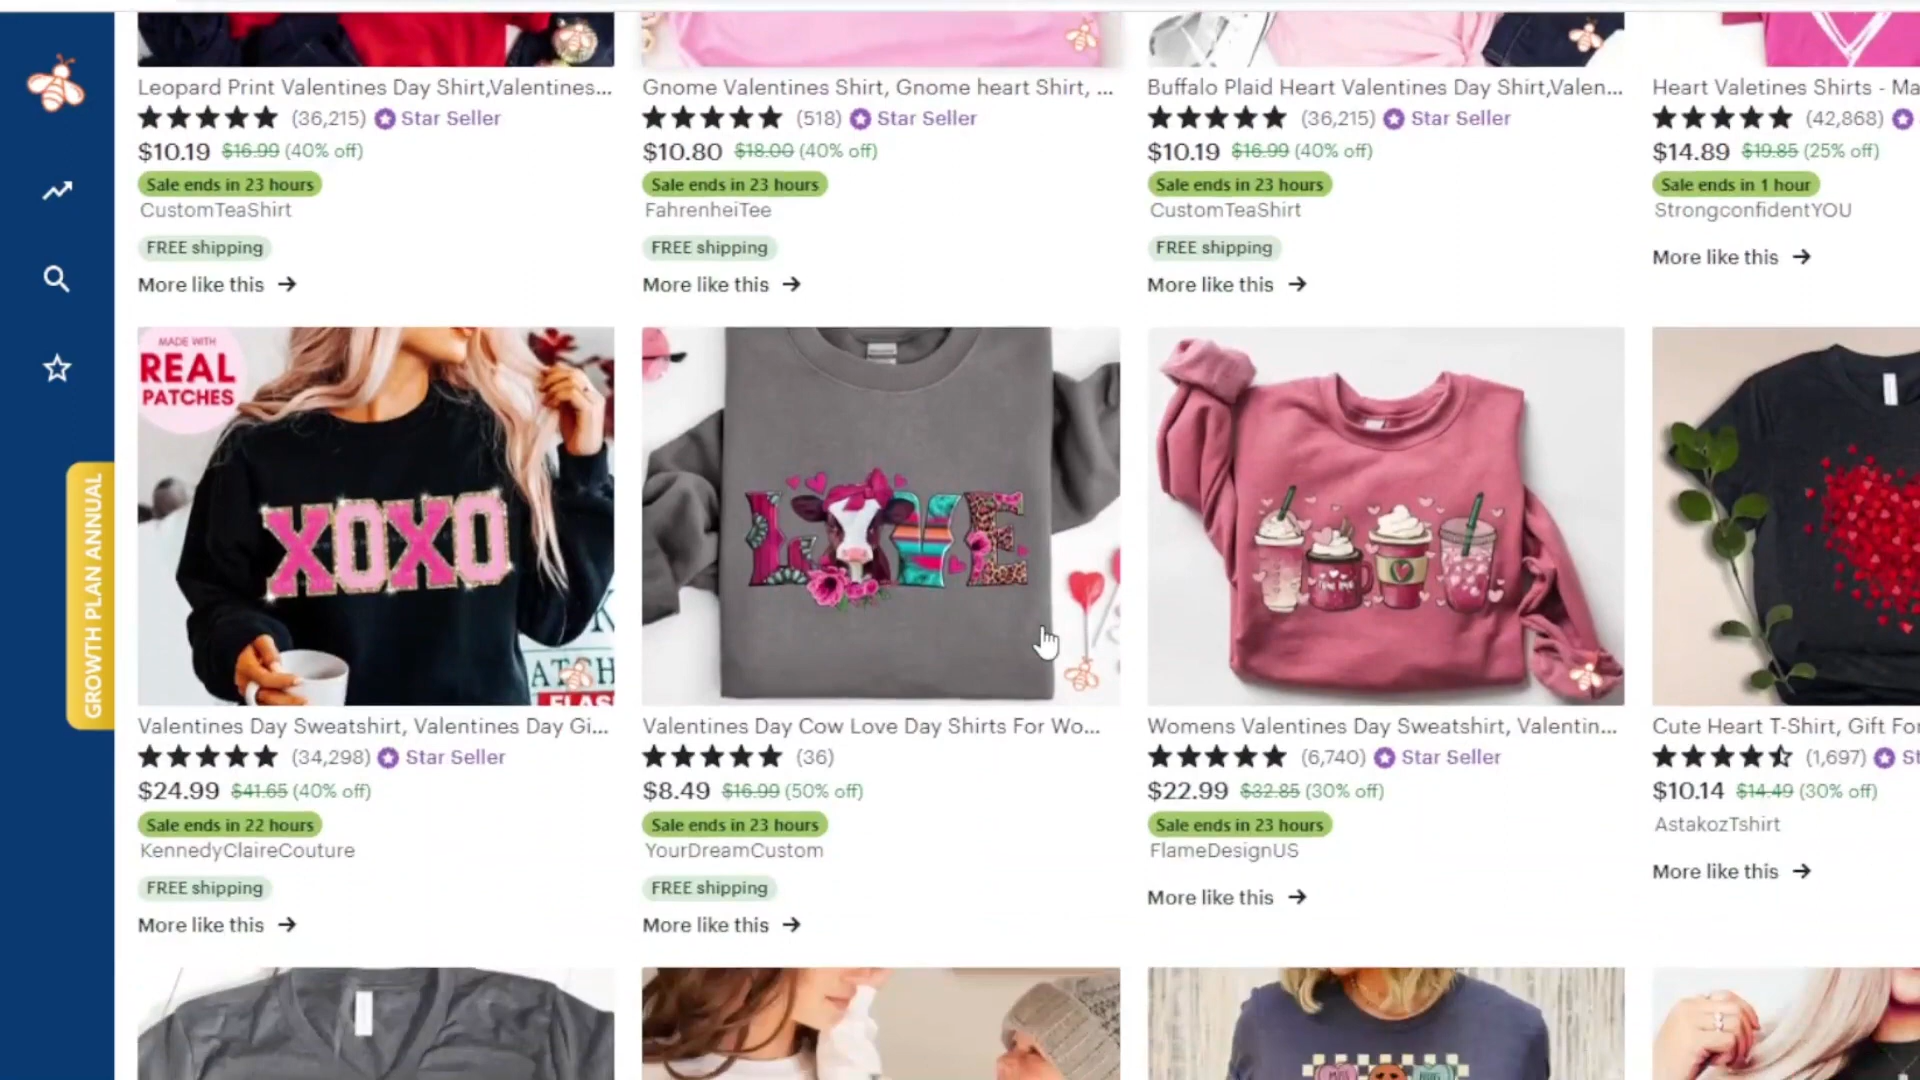 Leopard Print Valentines Day Shirt,Valentines...
(36,215) Star Seller
$10.19 $16.99 (40% off)
Sale ends in 23 hours
CustomTeaShirt
FREE shipping
More like this →
Gnome Valentines Shirt, Gnome heart Shirt, ...
(518) Star Seller
$10.80 $18.00 (40% off)
Sale ends in 23 hours
FahrenheiTee
FREE shipping
More like this →
Buffalo Plaid Heart Valentines Day Shirt,Valen...
(36,215) Star Seller
$10.19 $16.99 (40% off)
Sale ends in 23 hours
CustomTeaShirt
FREE shipping
More like this →
Heart Valetines Shirts - Ma
(42,868)
$14.89 $19.85 (25% off)
Sale ends in 1 hour
StrongconfidentYOU
More like this →
GROWTH PLAN ANNUAL
MADE WITH
REAL
PATCHES
XOXO
Valentines Day Sweatshirt, Valentines Day Gi...
(34,298) Star Seller
$24.99 $41.65 (40% off)
Sale ends in 22 hours
KennedyClaireCouture
FREE shipping
More like this →
LOVE
Valentines Day Cow Love Day Shirts For Wo...
(36)
$8.49 $16.99 (50% off)
Sale ends in 23 hours
YourDreamCustom
FREE shipping
More like this →
Womens Valentines Day Sweatshirt, Valentin...
(6,740) Star Seller
$22.99 $32.85 (30% off)
Sale ends in 23 hours
FlameDesignUS
More like this →
Cute Heart T-Shirt, Gift For
(1,697) St
$10.14 $14.49 (30% off)
AstakozTshirt
More like this →